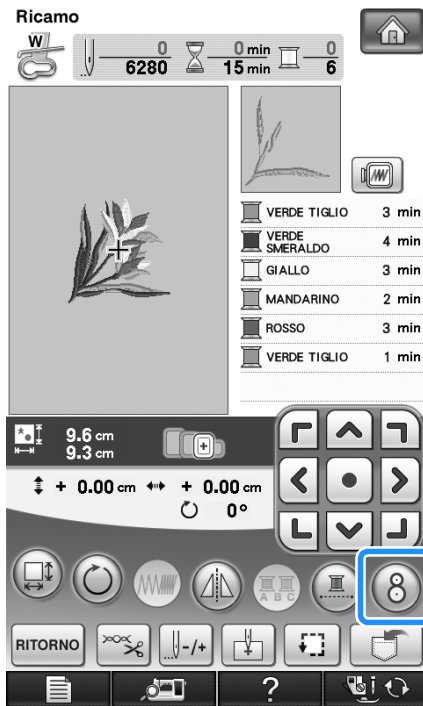 Ricamo
W
0 0 min 0
6280 15 min 6
VERDE TIGLIO 3 min
VERDE SMERALDO 4 min
GIALLO 3 min
MANDARINO 2 min
ROSSO 3 min
VERDE TIGLIO 1 min
9.6 cm
9.3 cm
+ 0.00 cm + 0.00 cm
0°
A B C
8
RITORNO
-/+
?